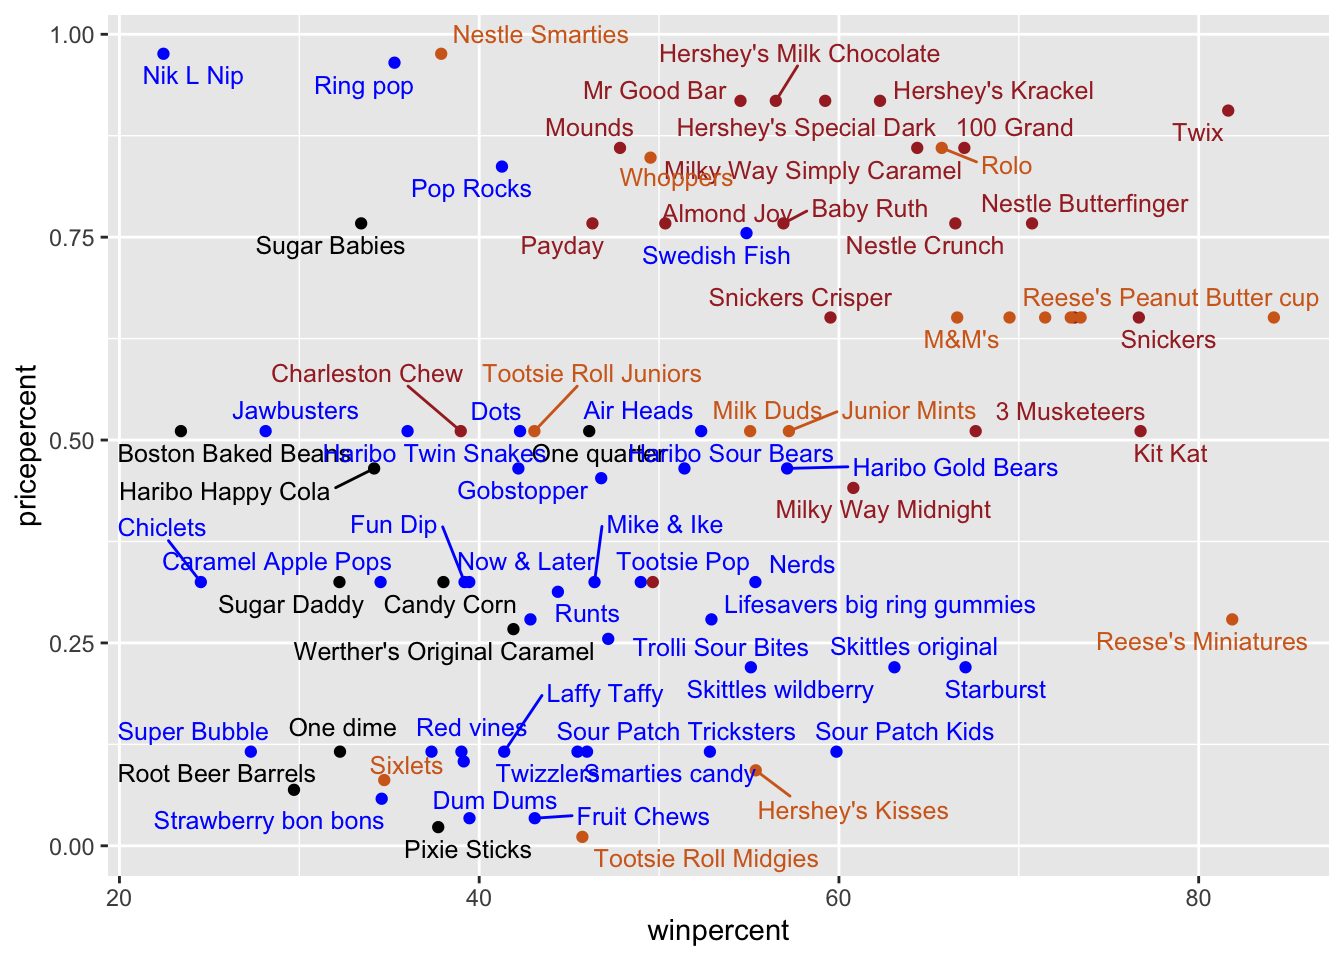 1.00
Nestle Smarties
Hershey's Milk Chocolate
Nik L Nip
Ring pop
Mr Good Bar
Hershey's Krackel
Mounds
Hershey's Special Dark
100 Grand
Twix
Whoppers
Milky Way Simply Caramel
Rolo
Pop Rocks
Almond Joy
Baby Ruth
Nestle Butterfinger
0.75
Sugar Babies
Payday
Swedish Fish
Nestle Crunch
Snickers Crisper
Reese's Peanut Butter cup
M&M's
Snickers
pricepercent
Charleston Chew
Tootsie Roll Juniors
Jawbusters
Dots
Air Heads
Milk Duds
Junior Mints
3 Musketeers
0.50
Boston Baked Beans
Haribo Twin Snakes
One quarter
Haribo Sour Bears
Haribo Gold Bears
Kit Kat
Haribo Happy Cola
Gobstopper
Milky Way Midnight
Chiclets
Fun Dip
Mike & Ike
Caramel Apple Pops
Now & Later
Tootsie Pop
Nerds
Sugar Daddy
Candy Corn
Runts
Lifesavers big ring gummies
0.25
Werther's Original Caramel
Trolli Sour Bites
Skittles original
Reese's Miniatures
Laffy Taffy
Skittles wildberry
Starburst
Super Bubble
One dime
Red vines
Sour Patch Tricksters
Sour Patch Kids
Root Beer Barrels
Sixlets
Twizzlers
Smarties candy
Strawberry bon bons
Dum Dums
Fruit Chews
Hershey's Kisses
0.00
Pixie Sticks
Tootsie Roll Midgies
20
40
60
80
winpercent